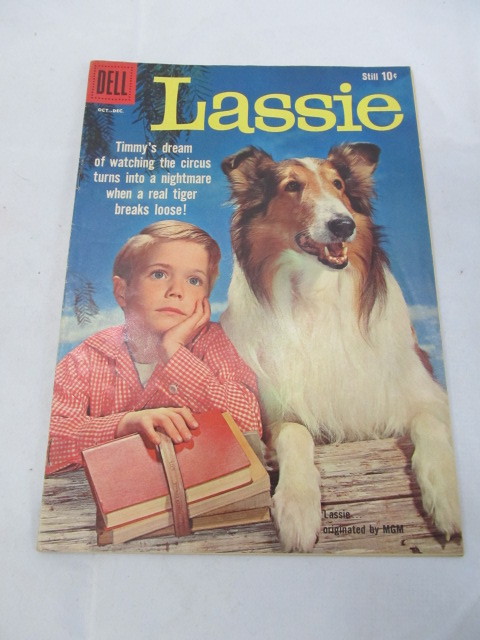 DELL
OCT.-DEC.
Still 10¢
Lassie
Timmy's dream
of watching the circus
turns into a nightmare
when a real tiger
breaks loose!
Lassie
originated by MGM